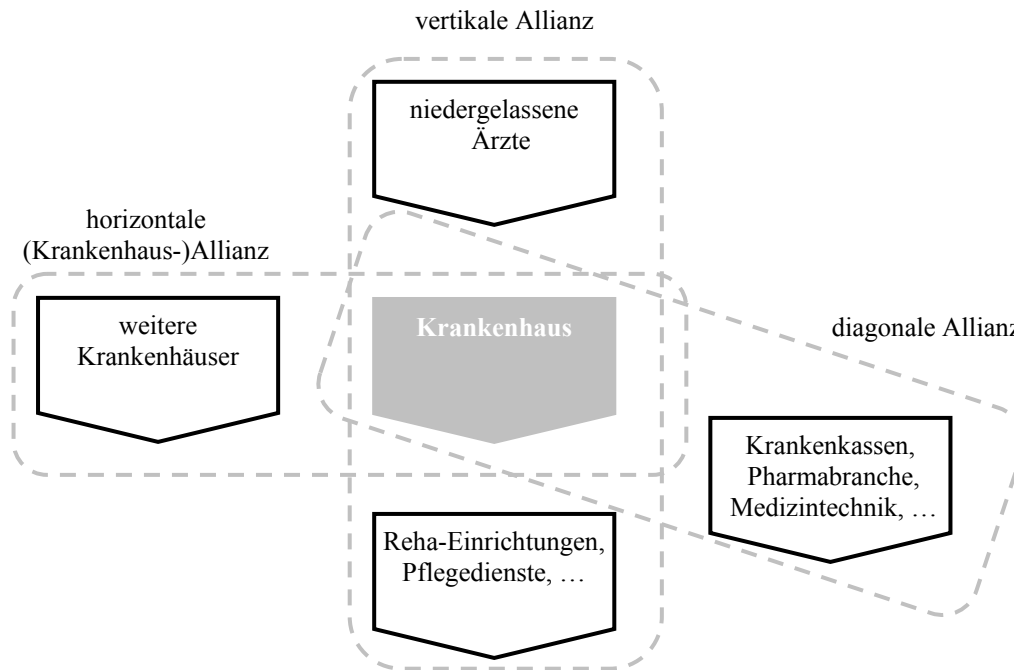 vertikale Allianz
niedergelassene
Ärzte
horizontale
(Krankenhaus-)Allianz
weitere
Krankenhäuser
Krankenhaus
diagonale Allianz
Krankenkassen,
Pharmabranche,
Medizintechnik, …
Reha-Einrichtungen,
Pflegedienste, …